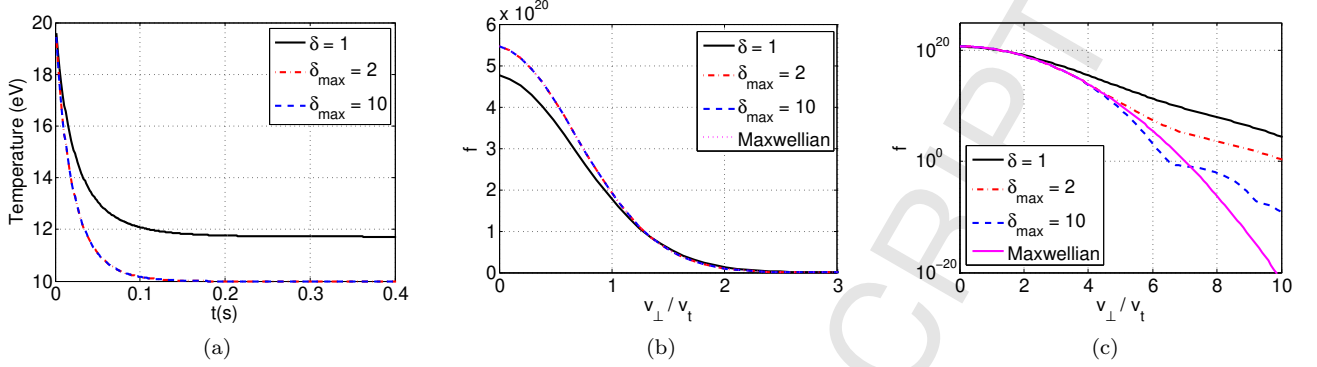 20
18
16
14
12
10
0
0.1
0.2
0.3
0.4
Temperature (eV)
t(s)
δ = 1
δmax = 2
δmax = 10
(a)
6 x 10^20
5
4
3
2
1
0
0
1
2
3
f
v⊥ / vt
δ = 1
δmax = 2
δmax = 10
Maxwellian
(b)
10^20
10^0
10^−20
0
2
4
6
8
10
f
v⊥ / vt
δ = 1
δmax = 2
δmax = 10
Maxwellian
(c)
CRIPT